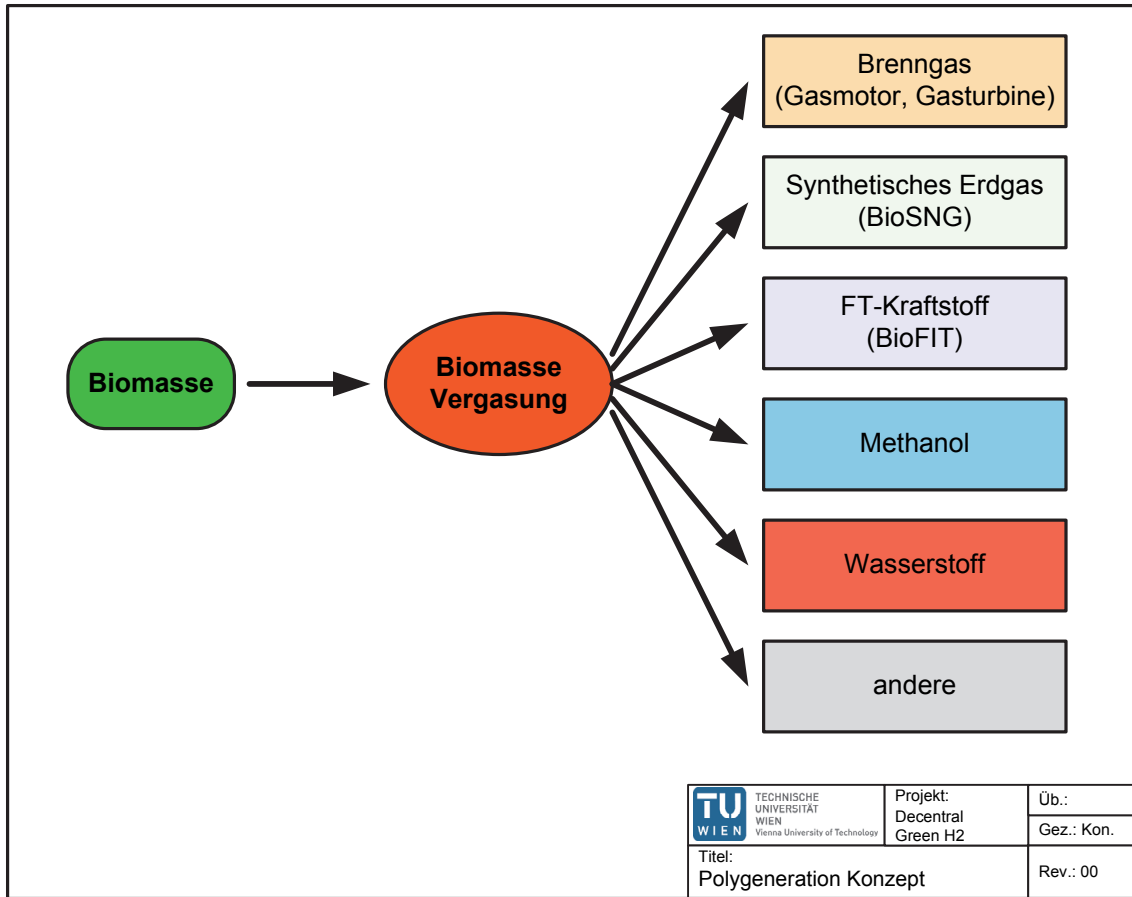 Brenngas
(Gasmotor, Gasturbine)
Synthetisches Erdgas
(BioSNG)
FT-Kraftstoff
(BioFIT)
Biomasse
Biomasse
Vergasung
Methanol
Wasserstoff
andere
TU
WIEN
TECHNISCHE
UNIVERSITÄT
WIEN
Vienna University of Technology
Projekt:
Decentral
Green H2
Üb.:
Gez.: Kon.
Titel:
Polygeneration Konzept
Rev.: 00